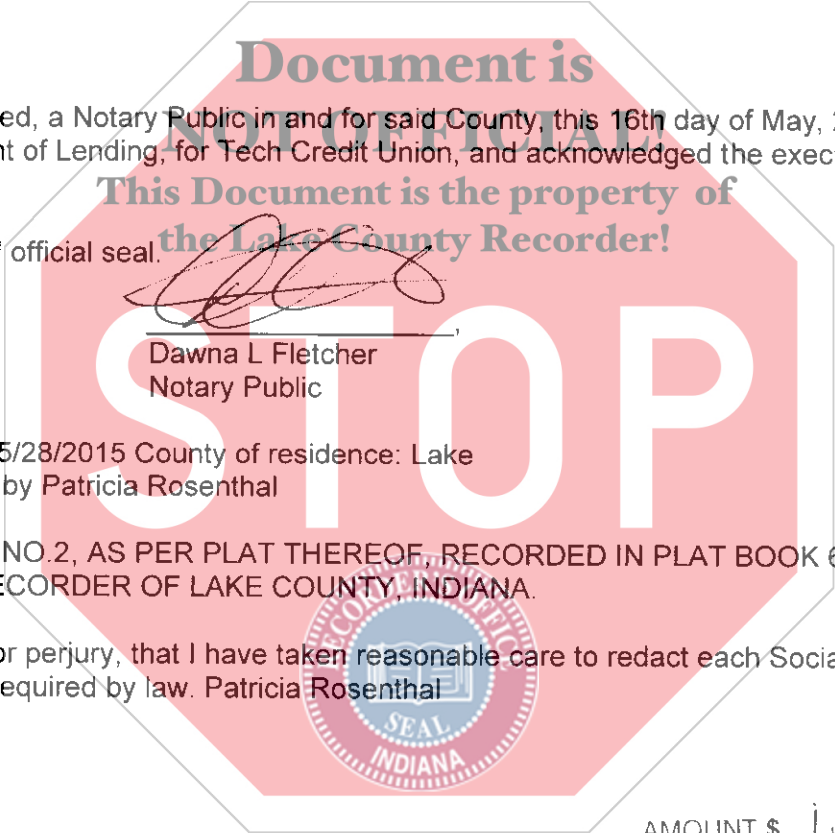 Document is
ed, a Notary Public in and for said County, this 16th day of May,
NOT OFFICIAL!
t of Lending, for Tech Credit Union, and acknowledged the exec
This Document is the property of
the Lake County Recorder!
official seal.
STOP
Dawna L Fletcher
Notary Public
5/28/2015 County of residence: Lake
by Patricia Rosenthal
NO.2, AS PER PLAT THEREOF, RECORDED IN PLAT BOOK 6
ECORDER OF LAKE COUNTY, INDIANA.
or perjury, that I have taken reasonable care to redact each Socia
equired by law. Patricia Rosenthal
RECORDER'S OFFICE
SEAL
INDIANA
AMOUNT $